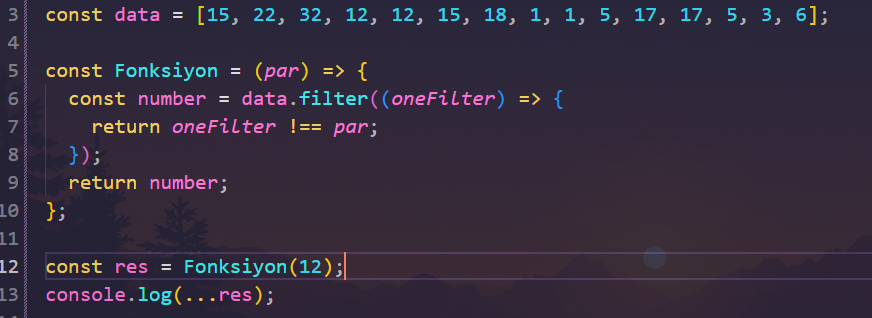 3 const data = [15, 22, 32, 12, 12, 15, 18, 1, 1, 5, 17, 17, 5, 3, 6];
4
5 const Fonksiyon = (par) => {
6   const number = data.filter((oneFilter) => {
7     return oneFilter !== par;
8   });
9   return number;
10 };
11
12 const res = Fonksiyon(12);
13 console.log(...res);